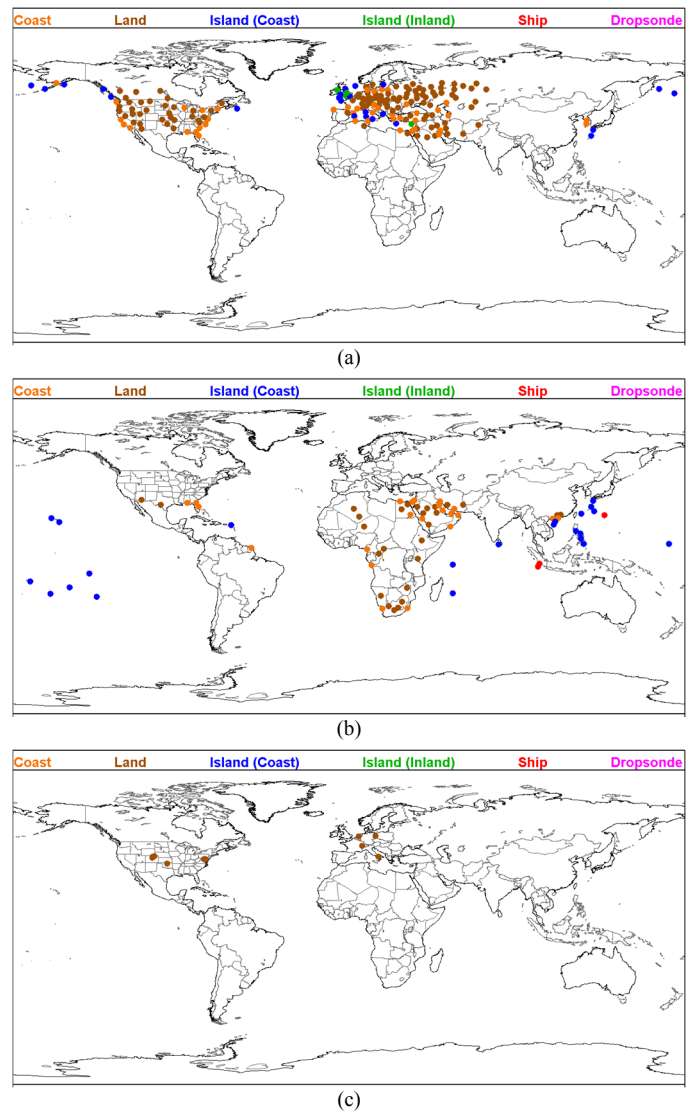 Coast Land Island (Coast) Island (Inland) Ship Dropsonde
(a)
Coast Land Island (Coast) Island (Inland) Ship Dropsonde
(b)
Coast Land Island (Coast) Island (Inland) Ship Dropsonde
(c)